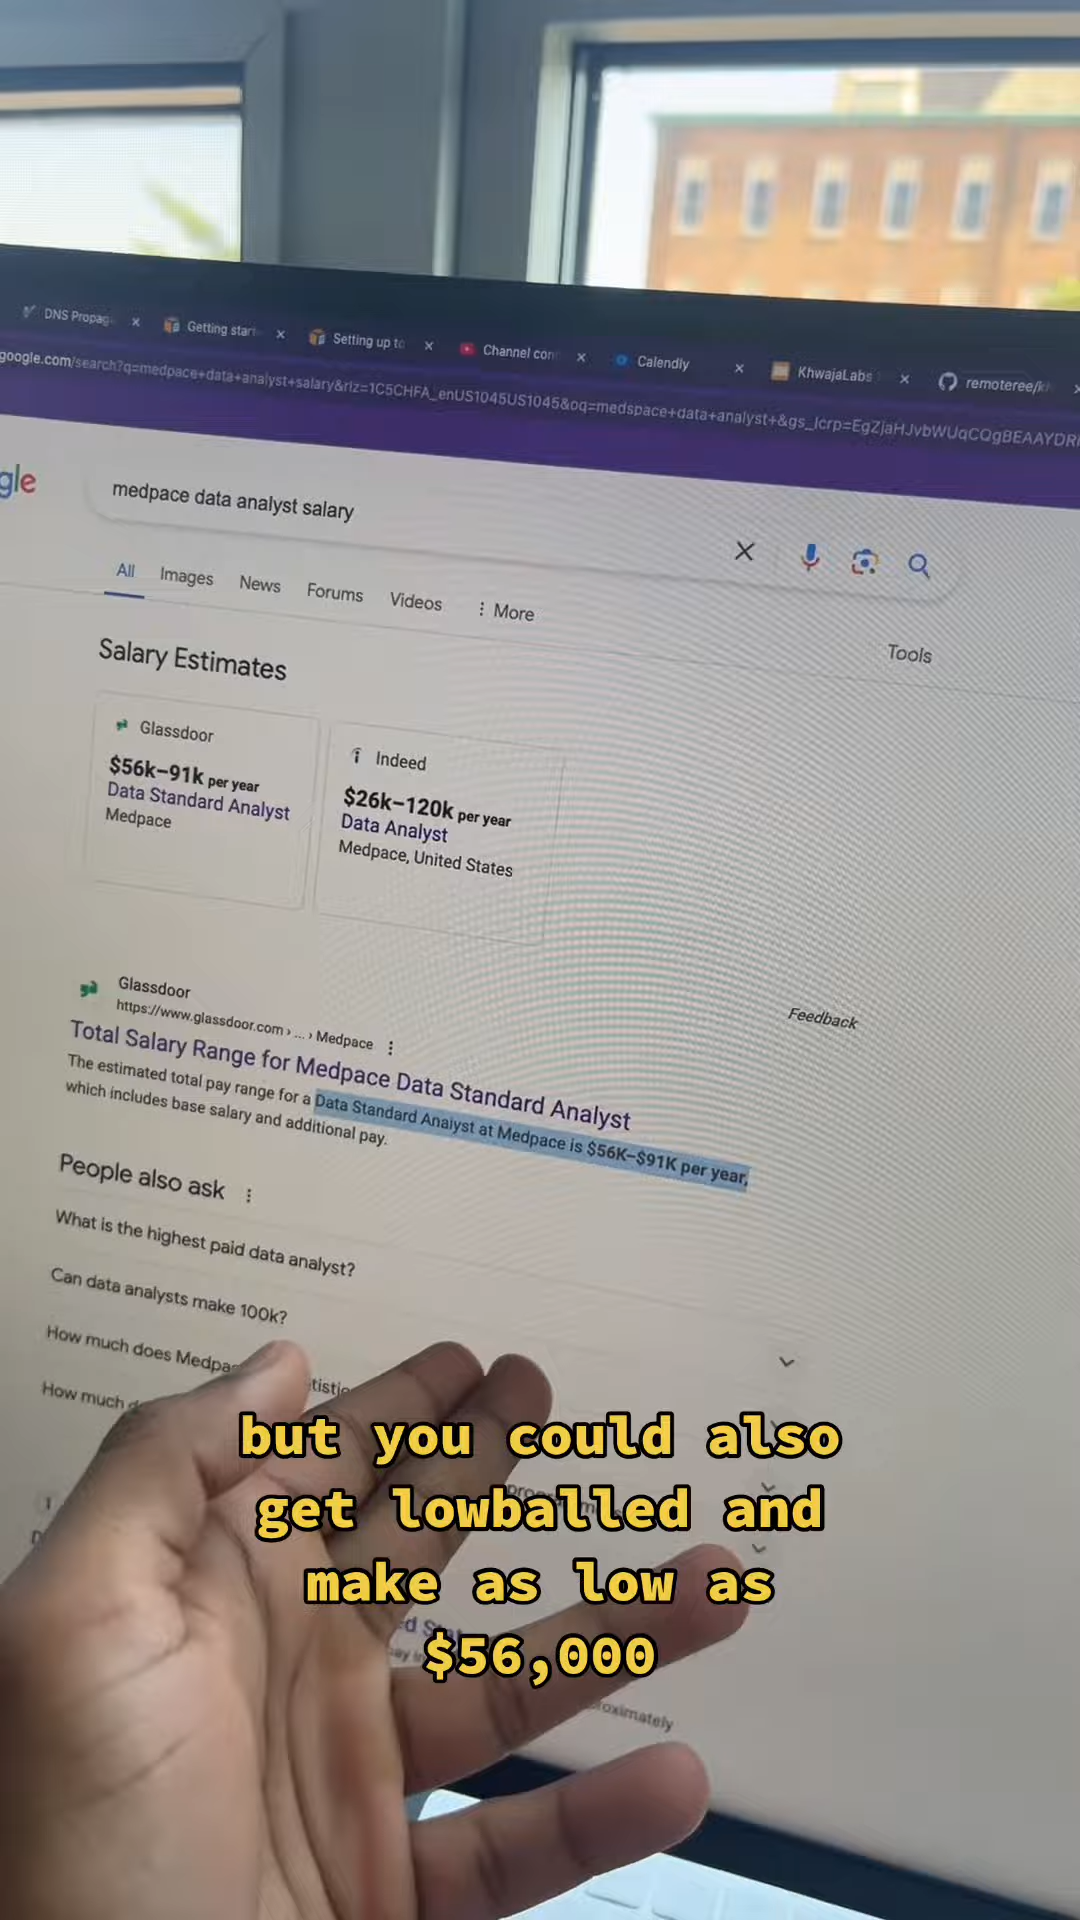 DNS Propag
Getting start
Setting up to
Channel con
Calendly
KhwajaLabs
remoteree/kh
google.com/search?q=medpace+data+analyst+salary&rlz=1C5CHFA_enUS1045US1045&oq=medspace+data+analyst+&gs_lcrp=EgZjaHJvbWUqCQgBEAAYDR
gle
medpace data analyst salary
All Images News Forums Videos More
Tools
Salary Estimates
Glassdoor
$56k–91k per year
Data Standard Analyst
Medpace
Indeed
$26k–120k per year
Data Analyst
Medpace, United States
Feedback
Glassdoor
https://www.glassdoor.com › ... › Medpace
Total Salary Range for Medpace Data Standard Analyst
The estimated total pay range for a Data Standard Analyst at Medpace is $56K–$91K per year,
which includes base salary and additional pay.
People also ask
What is the highest paid data analyst?
Can data analysts make 100k?
How much does Medpac
How much
but you could also
get lowballed and
make as low as
$56,000
roximately